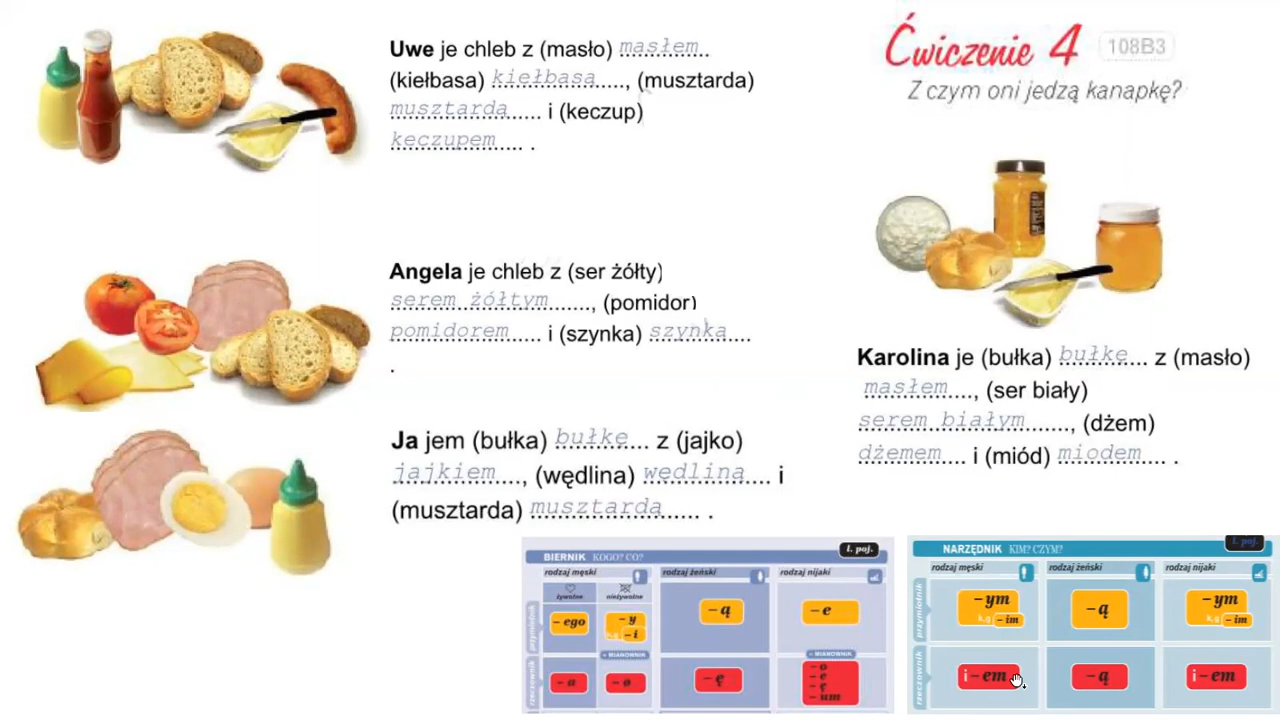 Uwe je chleb z (masło) masłem..
(kiełbasa) kiełbasą......, (musztarda)
musztardą..... i (keczup)
keczupem.... .
Angela je chleb z (ser żółty)
serem żółtym......., (pomidor)
pomidorem..... i (szynka) szynką....
.
Ja jem (bułka) bułkę... z (jajko)
jajkiem...., (wędlina) wędliną.... i
(musztarda) musztardą...... .
Ćwiczenie 4 108B3
Z czym oni jedzą kanapkę?
Karolina je (bułka) bułkę... z (masło)
masłem...., (ser biały)
serem białym......., (dżem)
dżemem.... i (miód) miodem.... .
BIERNIK KOGO? CO? l. poj.
rodzaj męski rodzaj żeński rodzaj nijaki
żywotne nieżywotne
przymiotnik
-ego -y -ą -e
k,g -i
= MIANOWNIK = MIANOWNIK
rzeczownik
-a -ø -ę -o
-e
-ę
-um
NARZĘDNIK KIM? CZYM? l. poj.
rodzaj męski rodzaj żeński rodzaj nijaki
przymiotnik
-ym -ą -ym
k,g -im k,g -im
rzeczownik
i -em -ą i -em